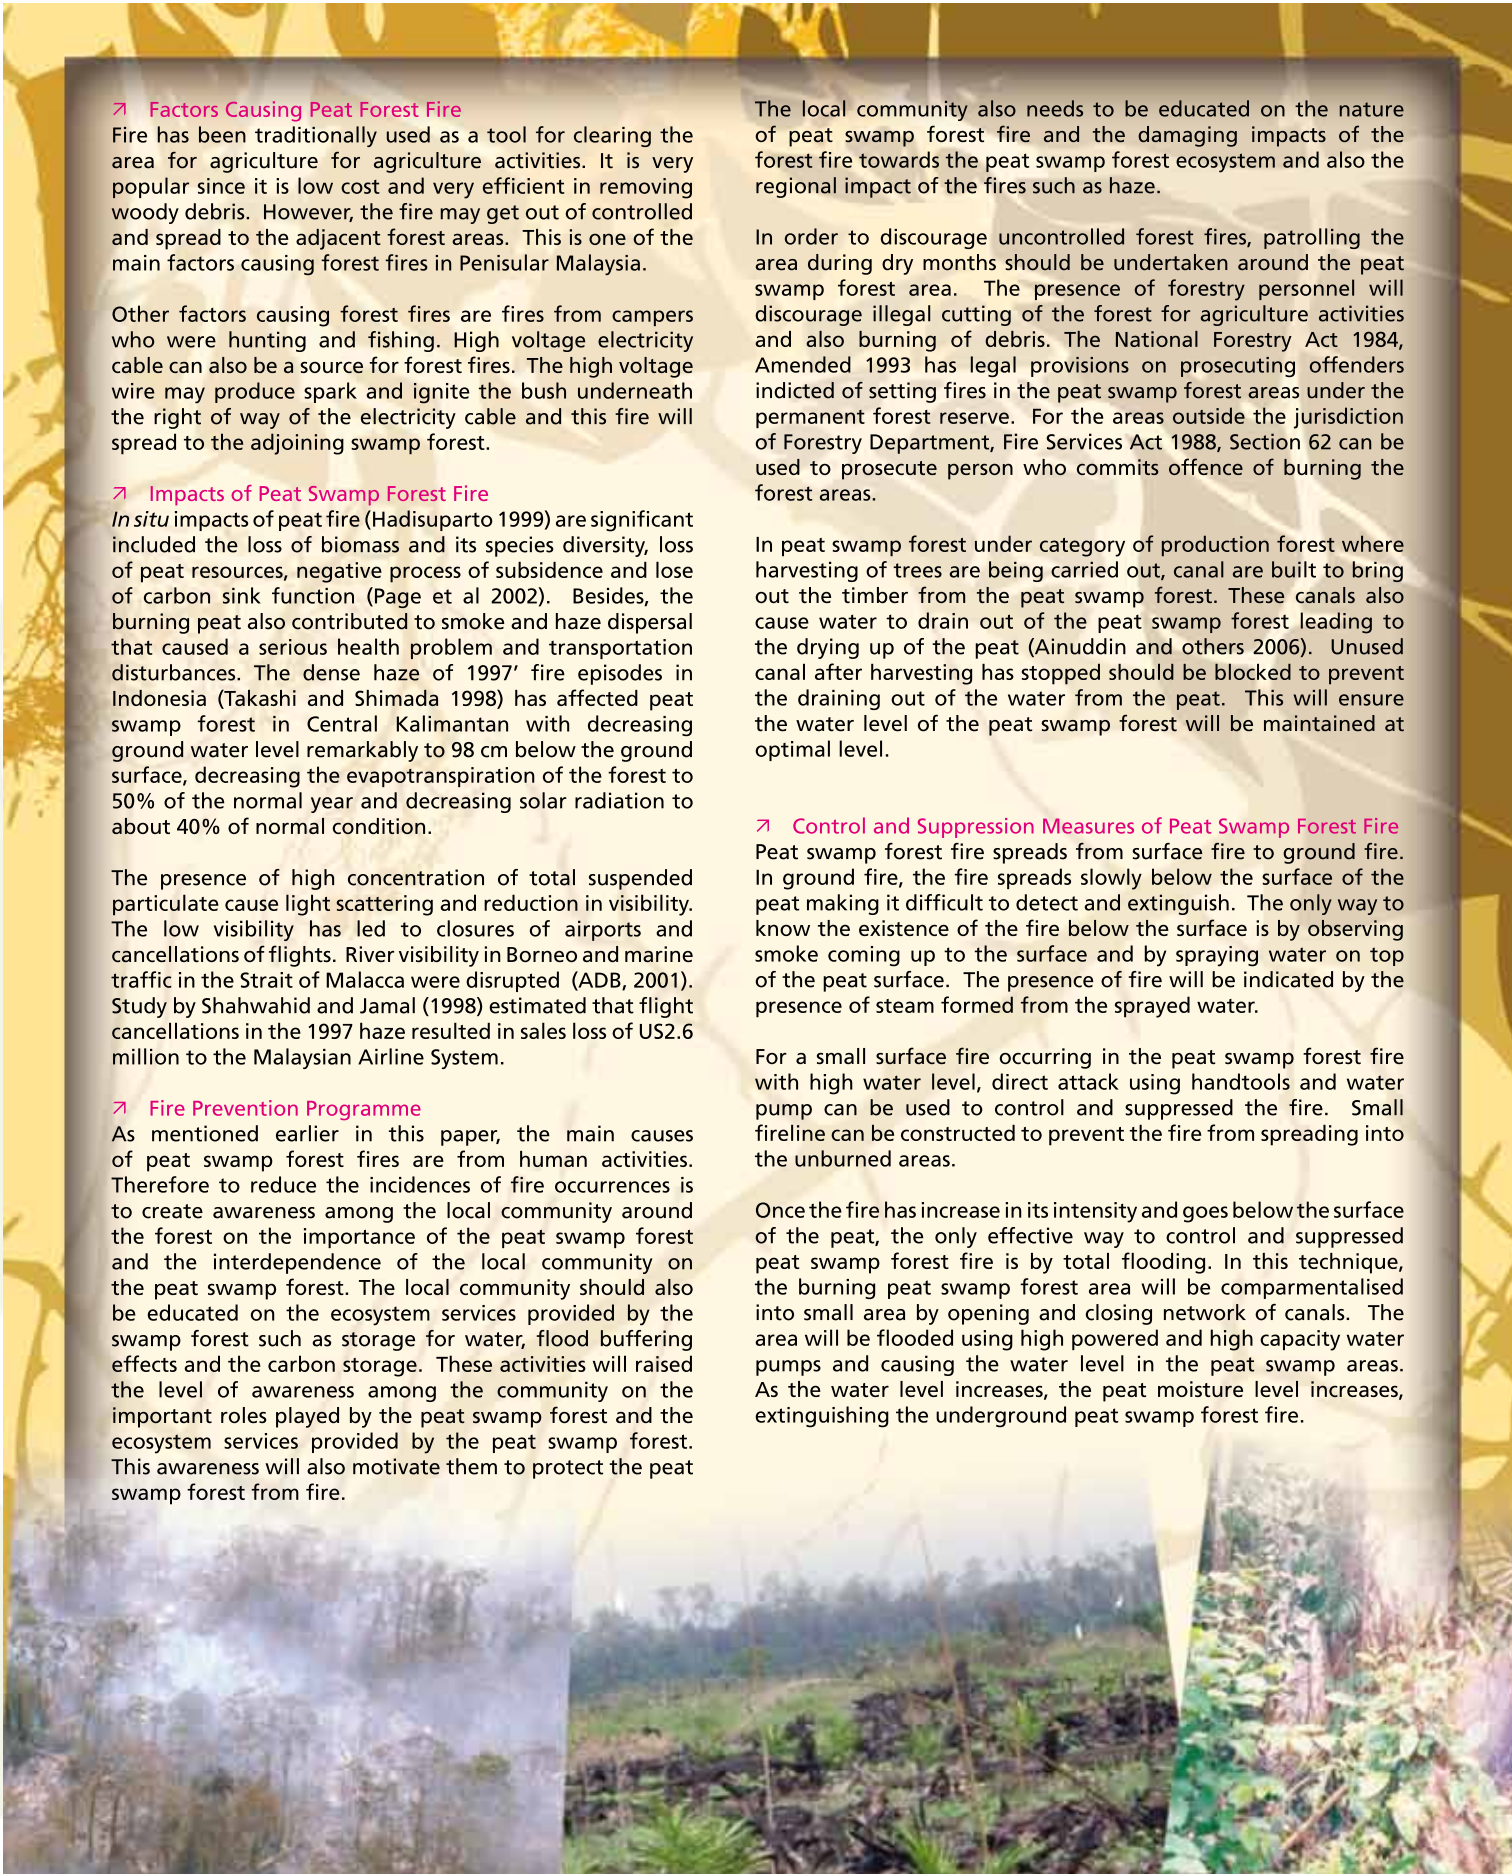 Factors Causing Peat Forest Fire
Fire has been traditionally used as a tool for clearing the
area for agriculture for agriculture activities. It is very
popular since it is low cost and very efficient in removing
woody debris. However, the fire may get out of controlled
and spread to the adjacent forest areas. This is one of the
main factors causing forest fires in Penisular Malaysia.
Other factors causing forest fires are fires from campers
who were hunting and fishing. High voltage electricity
cable can also be a source for forest fires. The high voltage
wire may produce spark and ignite the bush underneath
the right of way of the electricity cable and this fire will
spread to the adjoining swamp forest.
Impacts of Peat Swamp Forest Fire
In situ impacts of peat fire (Hadisuparto 1999) are significant
included the loss of biomass and its species diversity, loss
of peat resources, negative process of subsidence and lose
of carbon sink function (Page et al 2002). Besides, the
burning peat also contributed to smoke and haze dispersal
that caused a serious health problem and transportation
disturbances. The dense haze of 1997’ fire episodes in
Indonesia (Takashi and Shimada 1998) has affected peat
swamp forest in Central Kalimantan with decreasing
ground water level remarkably to 98 cm below the ground
surface, decreasing the evapotranspiration of the forest to
50% of the normal year and decreasing solar radiation to
about 40% of normal condition.
The presence of high concentration of total suspended
particulate cause light scattering and reduction in visibility.
The low visibility has led to closures of airports and
cancellations of flights. River visibility in Borneo and marine
traffic in the Strait of Malacca were disrupted (ADB, 2001).
Study by Shahwahid and Jamal (1998) estimated that flight
cancellations in the 1997 haze resulted in sales loss of US2.6
million to the Malaysian Airline System.
Fire Prevention Programme
As mentioned earlier in this paper, the main causes
of peat swamp forest fires are from human activities.
Therefore to reduce the incidences of fire occurrences is
to create awareness among the local community around
the forest on the importance of the peat swamp forest
and the interdependence of the local community on
the peat swamp forest. The local community should also
be educated on the ecosystem services provided by the
swamp forest such as storage for water, flood buffering
effects and the carbon storage. These activities will raised
the level of awareness among the community on the
important roles played by the peat swamp forest and the
ecosystem services provided by the peat swamp forest.
This awareness will also motivate them to protect the peat
swamp forest from fire.
The local community also needs to be educated on the nature
of peat swamp forest fire and the damaging impacts of the
forest fire towards the peat swamp forest ecosystem and also the
regional impact of the fires such as haze.
In order to discourage uncontrolled forest fires, patrolling the
area during dry months should be undertaken around the peat
swamp forest area. The presence of forestry personnel will
discourage illegal cutting of the forest for agriculture activities
and also burning of debris. The National Forestry Act 1984,
Amended 1993 has legal provisions on prosecuting offenders
indicted of setting fires in the peat swamp forest areas under the
permanent forest reserve. For the areas outside the jurisdiction
of Forestry Department, Fire Services Act 1988, Section 62 can be
used to prosecute person who commits offence of burning the
forest areas.
In peat swamp forest under category of production forest where
harvesting of trees are being carried out, canal are built to bring
out the timber from the peat swamp forest. These canals also
cause water to drain out of the peat swamp forest leading to
the drying up of the peat (Ainuddin and others 2006). Unused
canal after harvesting has stopped should be blocked to prevent
the draining out of the water from the peat. This will ensure
the water level of the peat swamp forest will be maintained at
optimal level.
Control and Suppression Measures of Peat Swamp Forest Fire
Peat swamp forest fire spreads from surface fire to ground fire.
In ground fire, the fire spreads slowly below the surface of the
peat making it difficult to detect and extinguish. The only way to
know the existence of the fire below the surface is by observing
smoke coming up to the surface and by spraying water on top
of the peat surface. The presence of fire will be indicated by the
presence of steam formed from the sprayed water.
For a small surface fire occurring in the peat swamp forest fire
with high water level, direct attack using handtools and water
pump can be used to control and suppressed the fire. Small
fireline can be constructed to prevent the fire from spreading into
the unburned areas.
Once the fire has increase in its intensity and goes below the surface
of the peat, the only effective way to control and suppressed
peat swamp forest fire is by total flooding. In this technique,
the burning peat swamp forest area will be comparmentalised
into small area by opening and closing network of canals. The
area will be flooded using high powered and high capacity water
pumps and causing the water level in the peat swamp areas.
As the water level increases, the peat moisture level increases,
extinguishing the underground peat swamp forest fire.